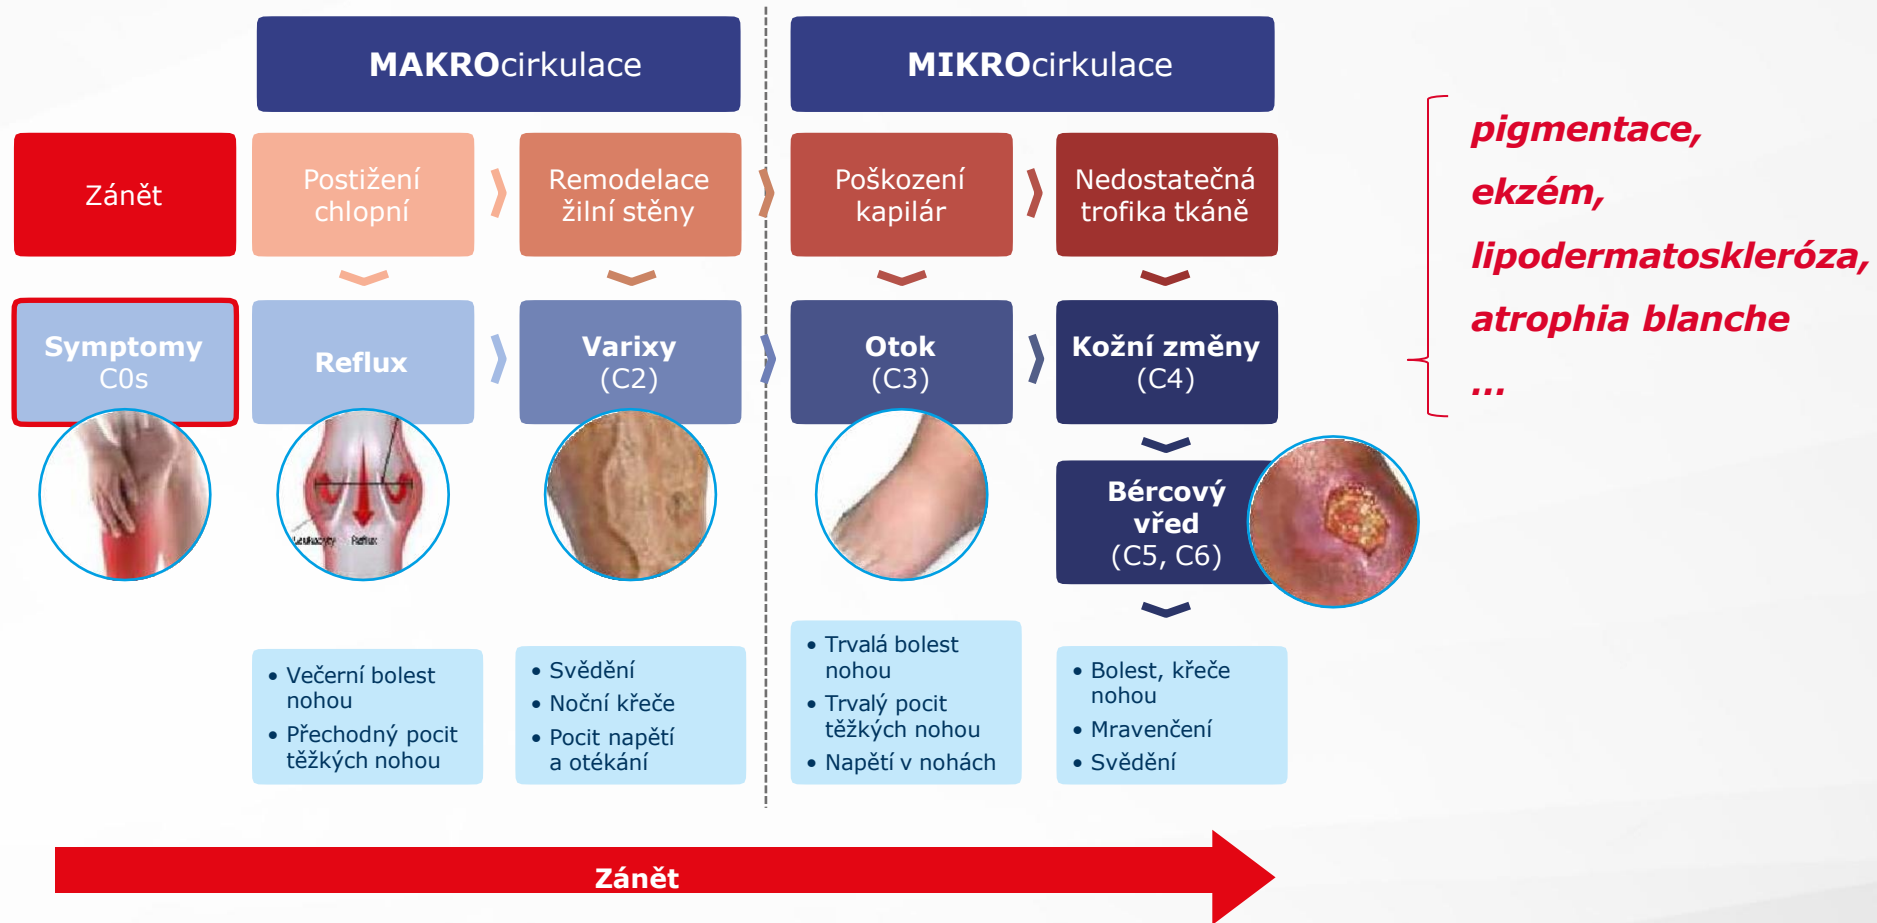 MAKROcirkulace
MIKROcirkulace
Zánět
Postižení
chlopní
Remodelace
žilní stěny
Poškození
kapilár
Nedostatečná
trofika tkáně
Symptomy
C0s
Reflux
Varixy
(C2)
Otok
(C3)
Kožní změny
(C4)
pigmentace,
ekzém,
lipodermatoskleróza,
atrophia blanche
...
Leukocyty Reflux
Bércový
vřed
(C5, C6)
• Večerní bolest
nohou
• Přechodný pocit
těžkých nohou
• Svědění
• Noční křeče
• Pocit napětí
a otékání
• Trvalá bolest
nohou
• Trvalý pocit
těžkých nohou
• Napětí v nohách
• Bolest, křeče
nohou
• Mravenčení
• Svědění
Zánět